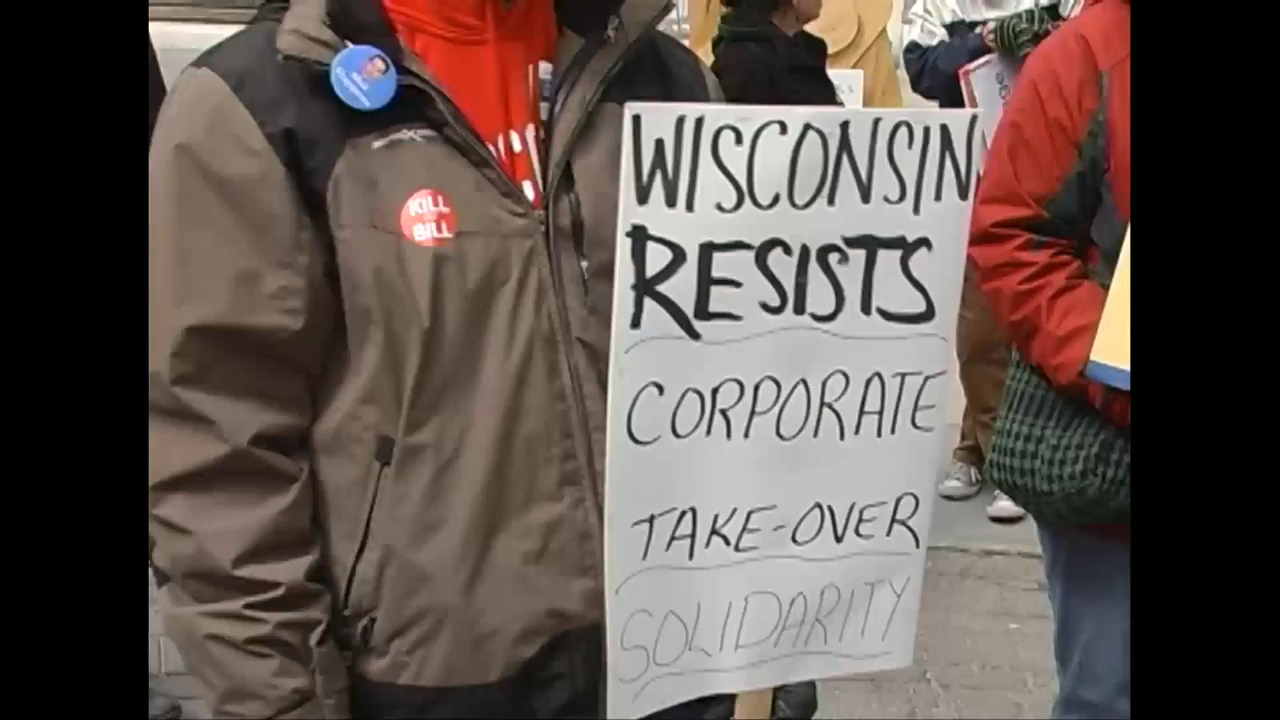 KILL
BILL
WISCONSIN
RESISTS
CORPORATE
TAKE-OVER
SOLIDARITY